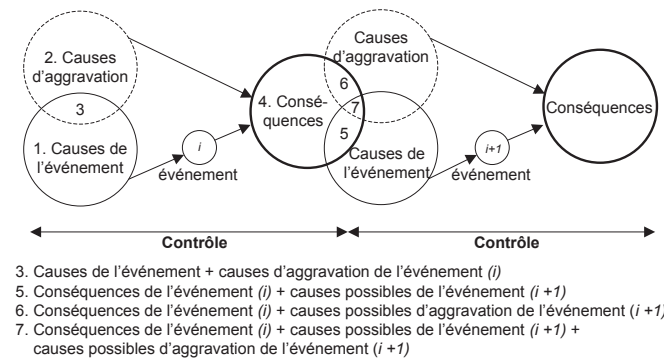 2. Causes
d'aggravation
3
1. Causes de
l'événement
i
événement
4. Consé-
quences
Causes
d'aggravation
6
7
5
Causes de
l'événement
i+1
événement
Conséquences
Contrôle
Contrôle
3. Causes de l'événement + causes d'aggravation de l'événement (i)
5. Conséquences de l'événement (i) + causes possibles de l'événement (i +1)
6. Conséquences de l'événement (i) + causes possibles d'aggravation de l'événement (i +1)
7. Conséquences de l'événement (i) + causes possibles de l'événement (i +1) +
causes possibles d'aggravation de l'événement (i +1)